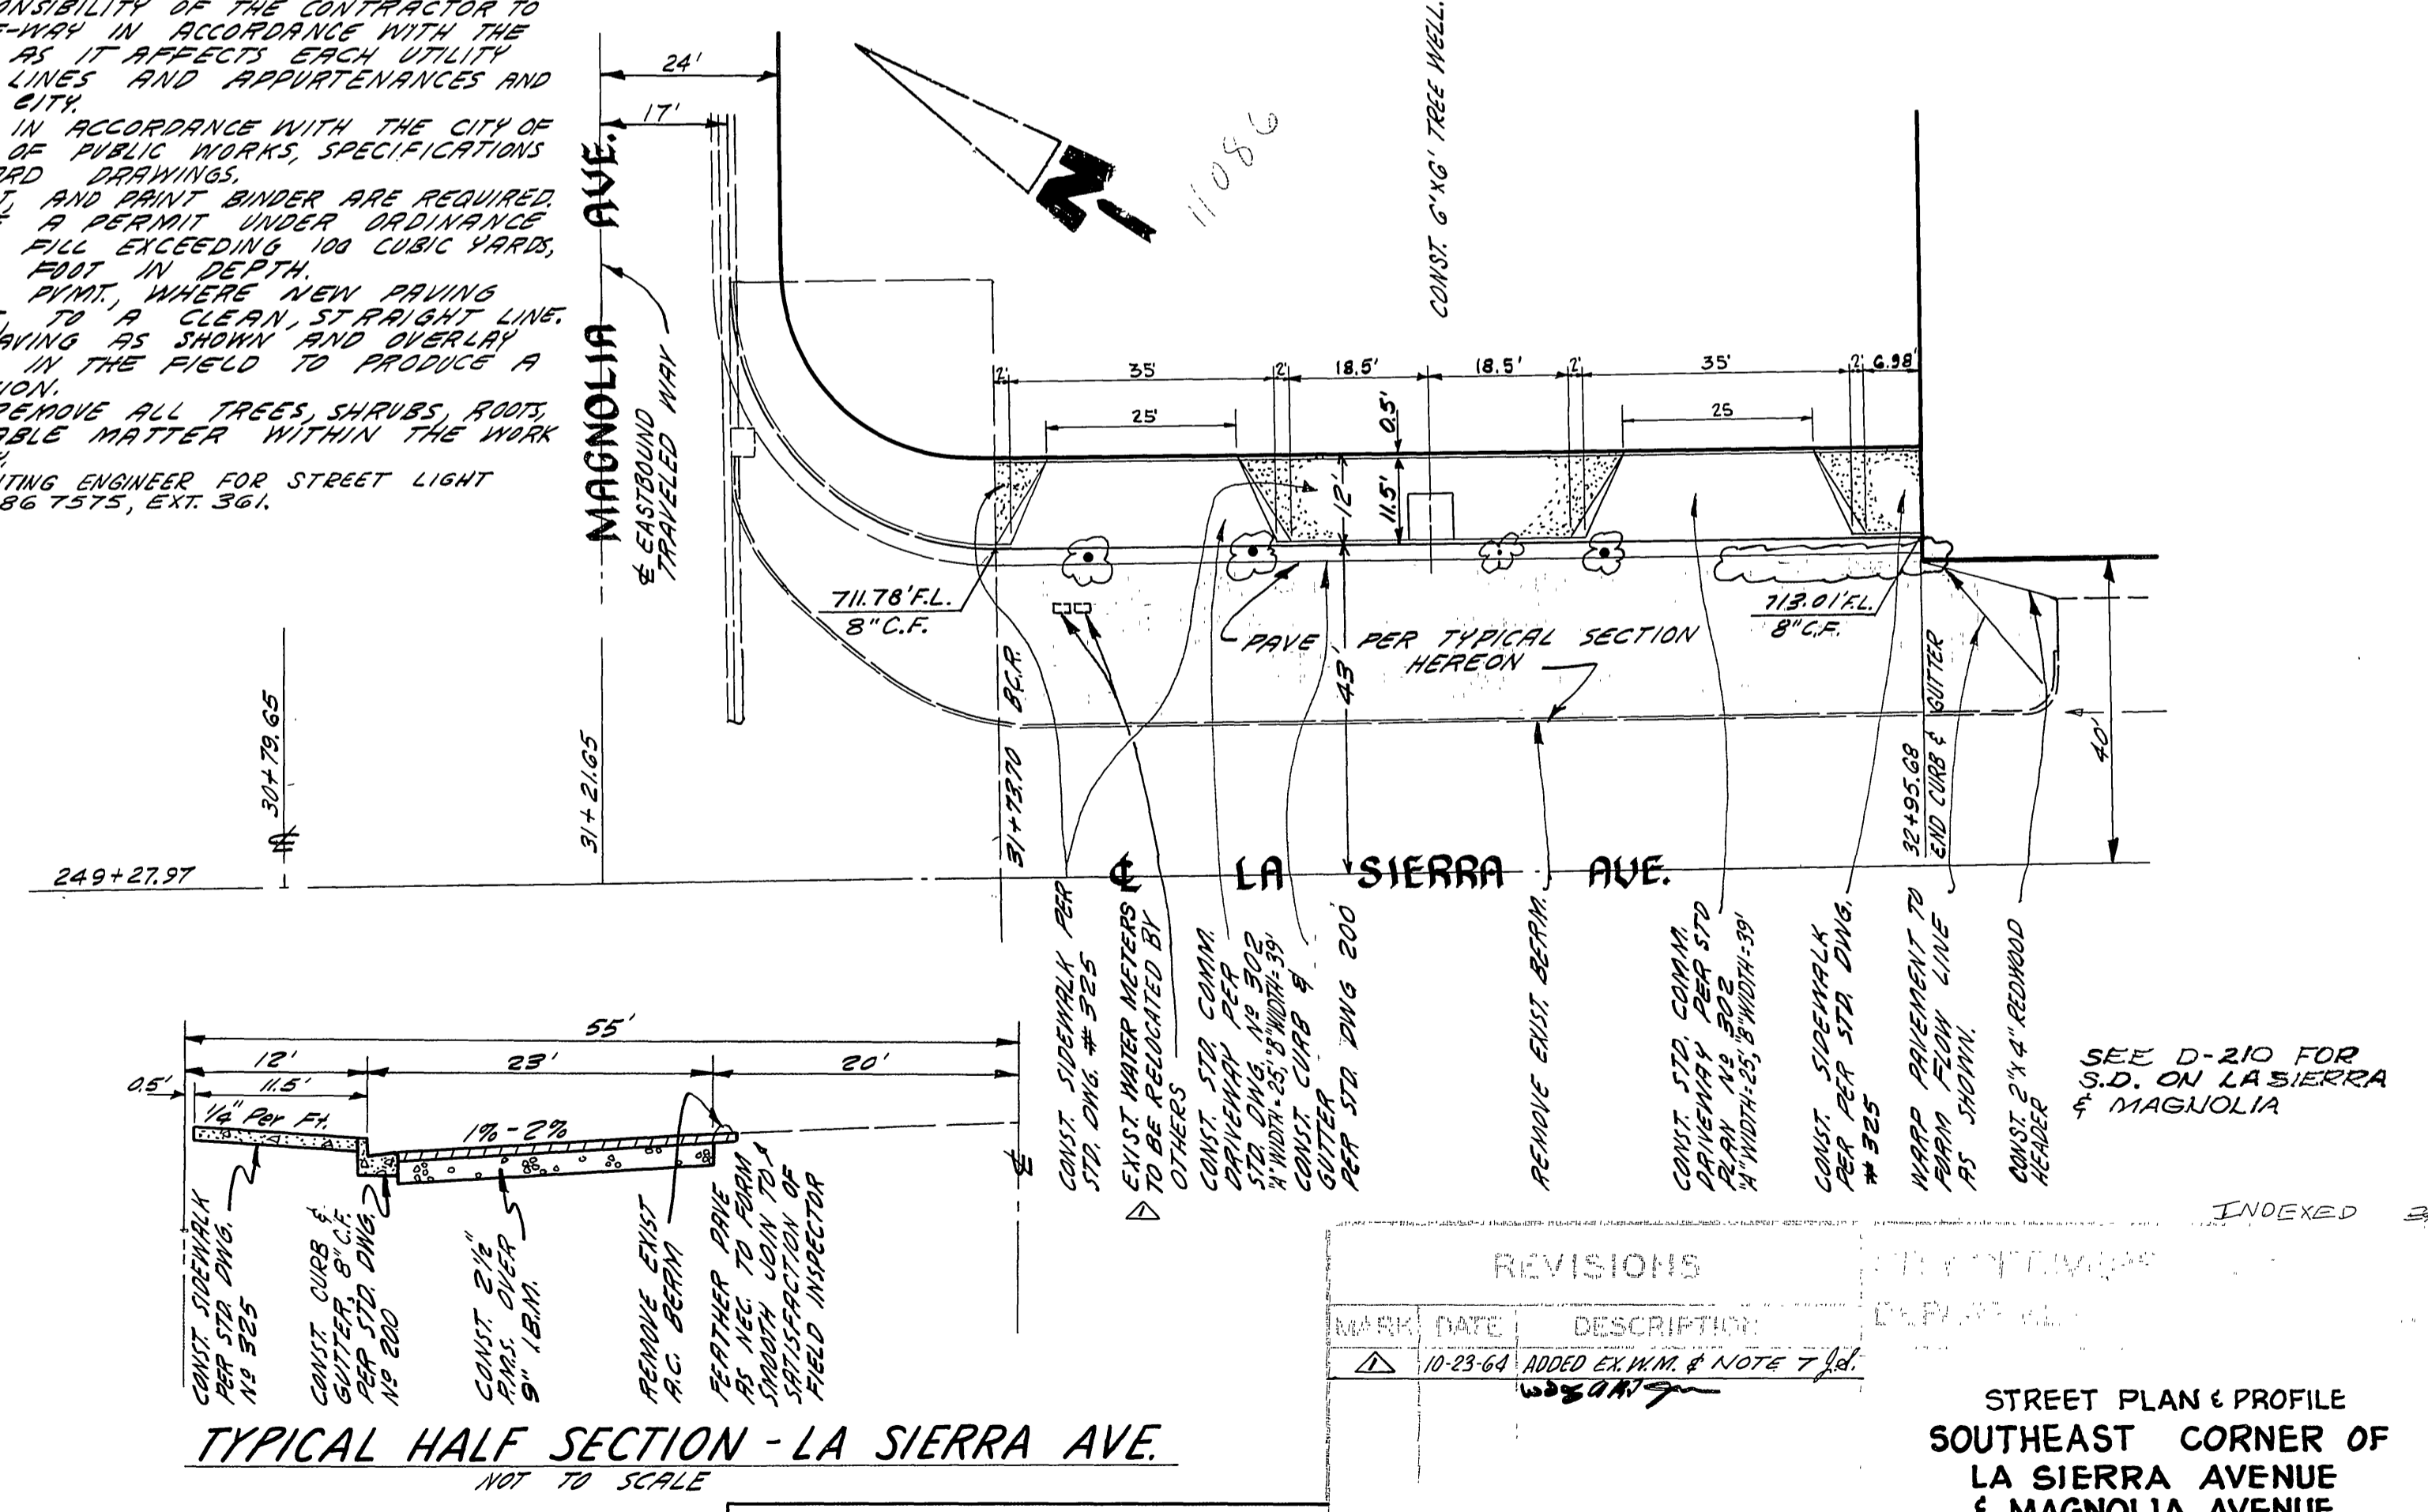 OF THE CONTRACTOR TO
IN ACCORDANCE WITH THE
AS IT AFFECTS EACH UTILITY
LINES AND APPURTENANCES AND
CITY.
IN ACCORDANCE WITH THE CITY OF
OF PUBLIC WORKS, SPECIFICATIONS
DRAWINGS.
AND PAINT BINDER ARE REQUIRED.
A PERMIT UNDER ORDINANCE
FILL EXCEEDING 100 CUBIC YARDS,
FOOT IN DEPTH.
PVMT., WHERE NEW PAVING
TO A CLEAN, STRAIGHT LINE.
AS SHOWN AND OVERLAY
IN THE FIELD TO PRODUCE A
REMOVE ALL TREES, SHRUBS, ROOTS,
MATTER WITHIN THE WORK
ENGINEER FOR STREET LIGHT
86 7575, EXT. 361.
24'
17'
MAGNOLIA AVE.
℄ EASTBOUND
TRAVELED WAY
N
11086
CONST. 6'X6' TREE WELL.
2' 35' 2' 18.5' 18.5' 2' 35' 2' 6.98'
25' 0.5' 25
12' 11.5'
711.78' F.L.
8" C.F.
713.01' F.L.
8" C.F.
PAVE PER TYPICAL SECTION
HEREON
43'
40'
30+79.65
31+21.65
31+73.70 B.C.R.
32+95.68
END CURB & GUTTER
249+27.97
℄ LA SIERRA AVE.
CONST. SIDEWALK PER
STD. DWG. #325
EXIST. WATER METERS
TO BE RELOCATED BY
OTHERS
1
CONST. STD. COMM.
DRIVEWAY PER
STD. DWG. Nº 302
"A" WIDTH=25', "B" WIDTH=39'
CONST. CURB &
GUTTER
PER STD. DWG 200
REMOVE EXIST. BERM.
CONST. STD. COMM.
DRIVEWAY PER STD
PLAN Nº 302
"A" WIDTH=25', "B" WIDTH=39'
CONST. SIDEWALK
PER PER STD. DWG.
#325
WARP PAVEMENT TO
FORM FLOW LINE
AS SHOWN.
CONST. 2"x4" REDWOOD
HEADER
SEE D-210 FOR
S.D. ON LA SIERRA
& MAGNOLIA
55'
12' 23' 20'
0.5' 11.5'
1/4" Per Ft.
1%-2%
℄
CONST. SIDEWALK
PER STD. DWG.
Nº 325
CONST. CURB &
GUTTER, 8" C.F.
PER STD. DWG.
Nº 200
CONST. 2½"
P.M.S. OVER
9" I.B.M.
REMOVE EXIST
A.C. BERM
FEATHER PAVE
AS NEC. TO FORM
SMOOTH JOIN TO
SATISFACTION OF
FIELD INSPECTOR
TYPICAL HALF SECTION - LA SIERRA AVE.
NOT TO SCALE
INDEXED
REVISIONS
MARK DATE DESCRIPTION
1 10-23-64 ADDED EX. W.M. & NOTE 7
STREET PLAN & PROFILE
SOUTHEAST CORNER OF
LA SIERRA AVENUE
& MAGNOLIA AVENUE